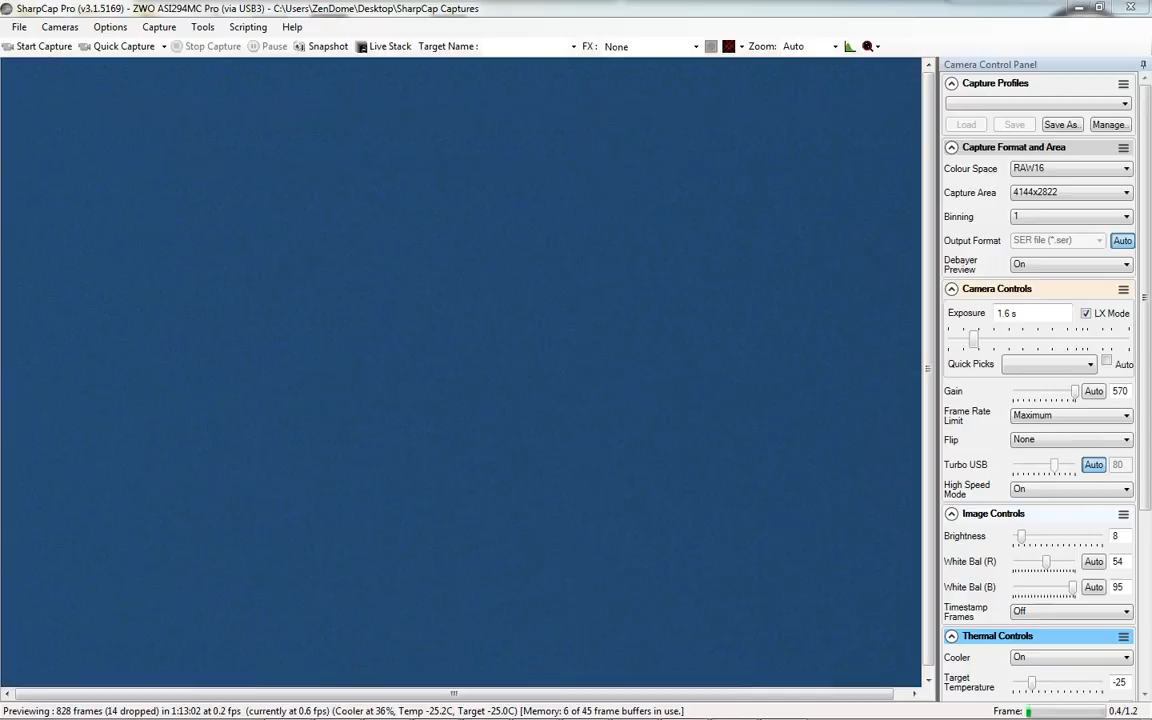 SharpCap Pro (v3.1.5169) - ZWO ASI294MC Pro (via USB3) - C:\Users\ZenDome\Desktop\SharpCap Captures
File Cameras Options Capture Tools Scripting Help
Start Capture Quick Capture Stop Capture Pause Snapshot Live Stack Target Name : FX : None Zoom: Auto
Camera Control Panel
Capture Profiles
Load Save Save As.. Manage..
Capture Format and Area
Colour Space RAW16
Capture Area 4144x2822
Binning 1
Output Format SER file (*.ser) Auto
Debayer
Preview On
Camera Controls
Exposure 1.6 s LX Mode
Quick Picks Auto
Gain Auto 570
Frame Rate
Limit Maximum
Flip None
Turbo USB Auto 80
High Speed
Mode On
Image Controls
Brightness 8
White Bal (R) Auto 54
White Bal (B) Auto 95
Timestamp
Frames Off
Thermal Controls
Cooler On
Target
Temperature -25
Previewing : 828 frames (14 dropped) in 1:13:02 at 0.2 fps (currently at 0.6 fps) (Cooler at 36%, Temp -25.2C, Target -25.0C) [Memory: 6 of 45 frame buffers in use.] Frame: 0.4/1.2